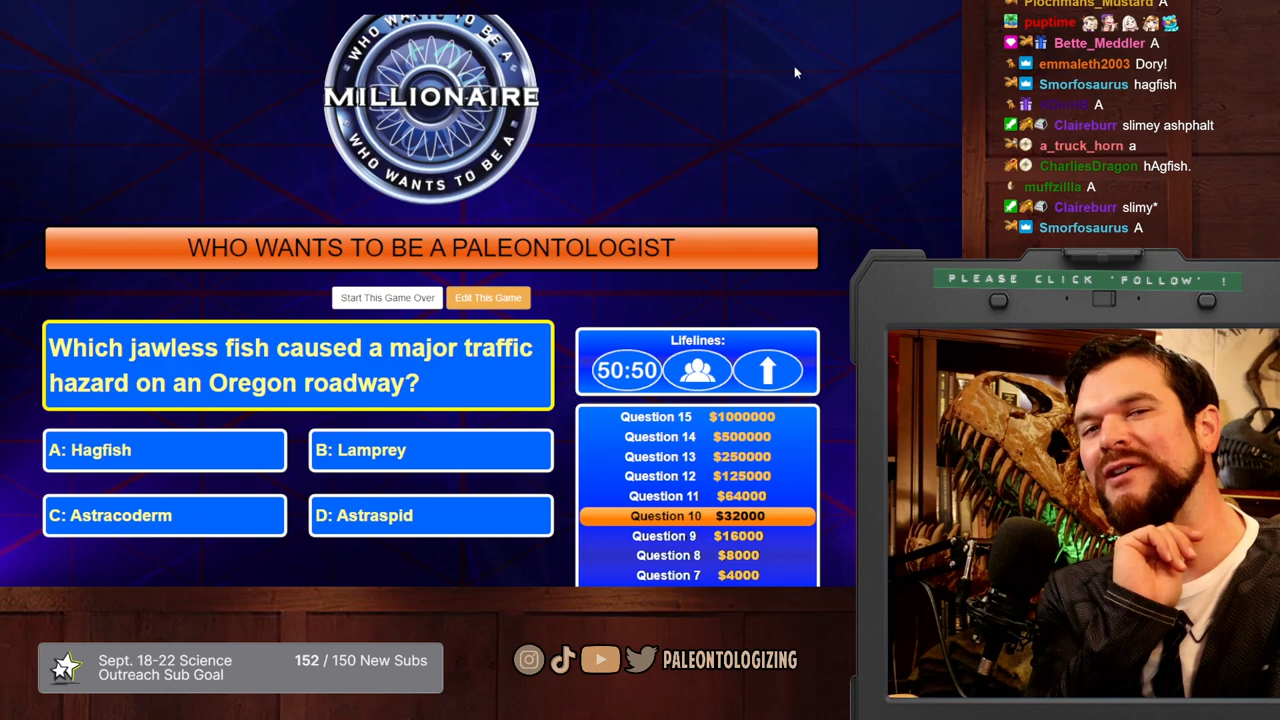 WHO WANTS TO BE A
MILLIONAIRE
WHO WANTS TO BE A
WHO WANTS TO BE A PALEONTOLOGIST
Start This Game Over
Edit This Game
Which jawless fish caused a major traffic
hazard on an Oregon roadway?
A: Hagfish
B: Lamprey
C: Astracoderm
D: Astraspid
Lifelines:
50:50
Question 15 $1000000
Question 14 $500000
Question 13 $250000
Question 12 $125000
Question 11 $64000
Question 10 $32000
Question 9 $16000
Question 8 $8000
Question 7 $4000
Plochmans_Mustard A
puptime
Bette_Meddler A
emmaleth2003 Dory!
Smorfosaurus hagfish
A
Claireburr slimey ashphalt
a_truck_horn a
CharliesDragon hAgfish.
muffzillla A
Claireburr slimy*
Smorfosaurus A
PLEASE CLICK 'FOLLOW' !
Sept. 18-22 Science
Outreach Sub Goal
152 / 150 New Subs
PALEONTOLOGIZING